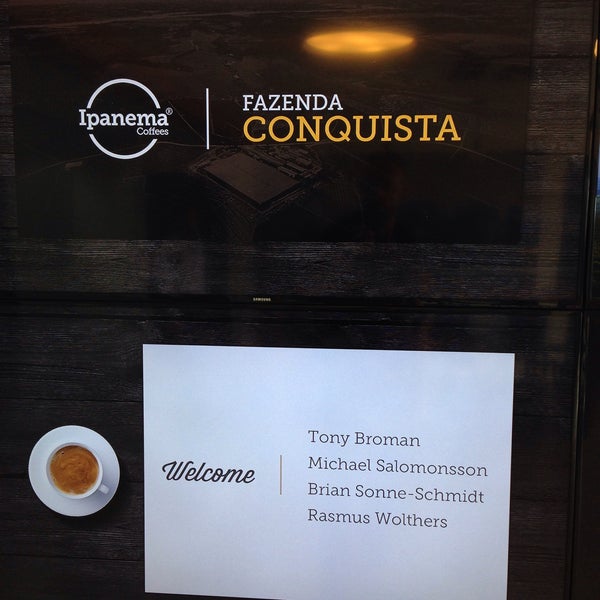 Ipanema®
Coffees
FAZENDA
CONQUISTA
SAMSUNG
Welcome
Tony Broman
Michael Salomonsson
Brian Sonne-Schmidt
Rasmus Wolthers